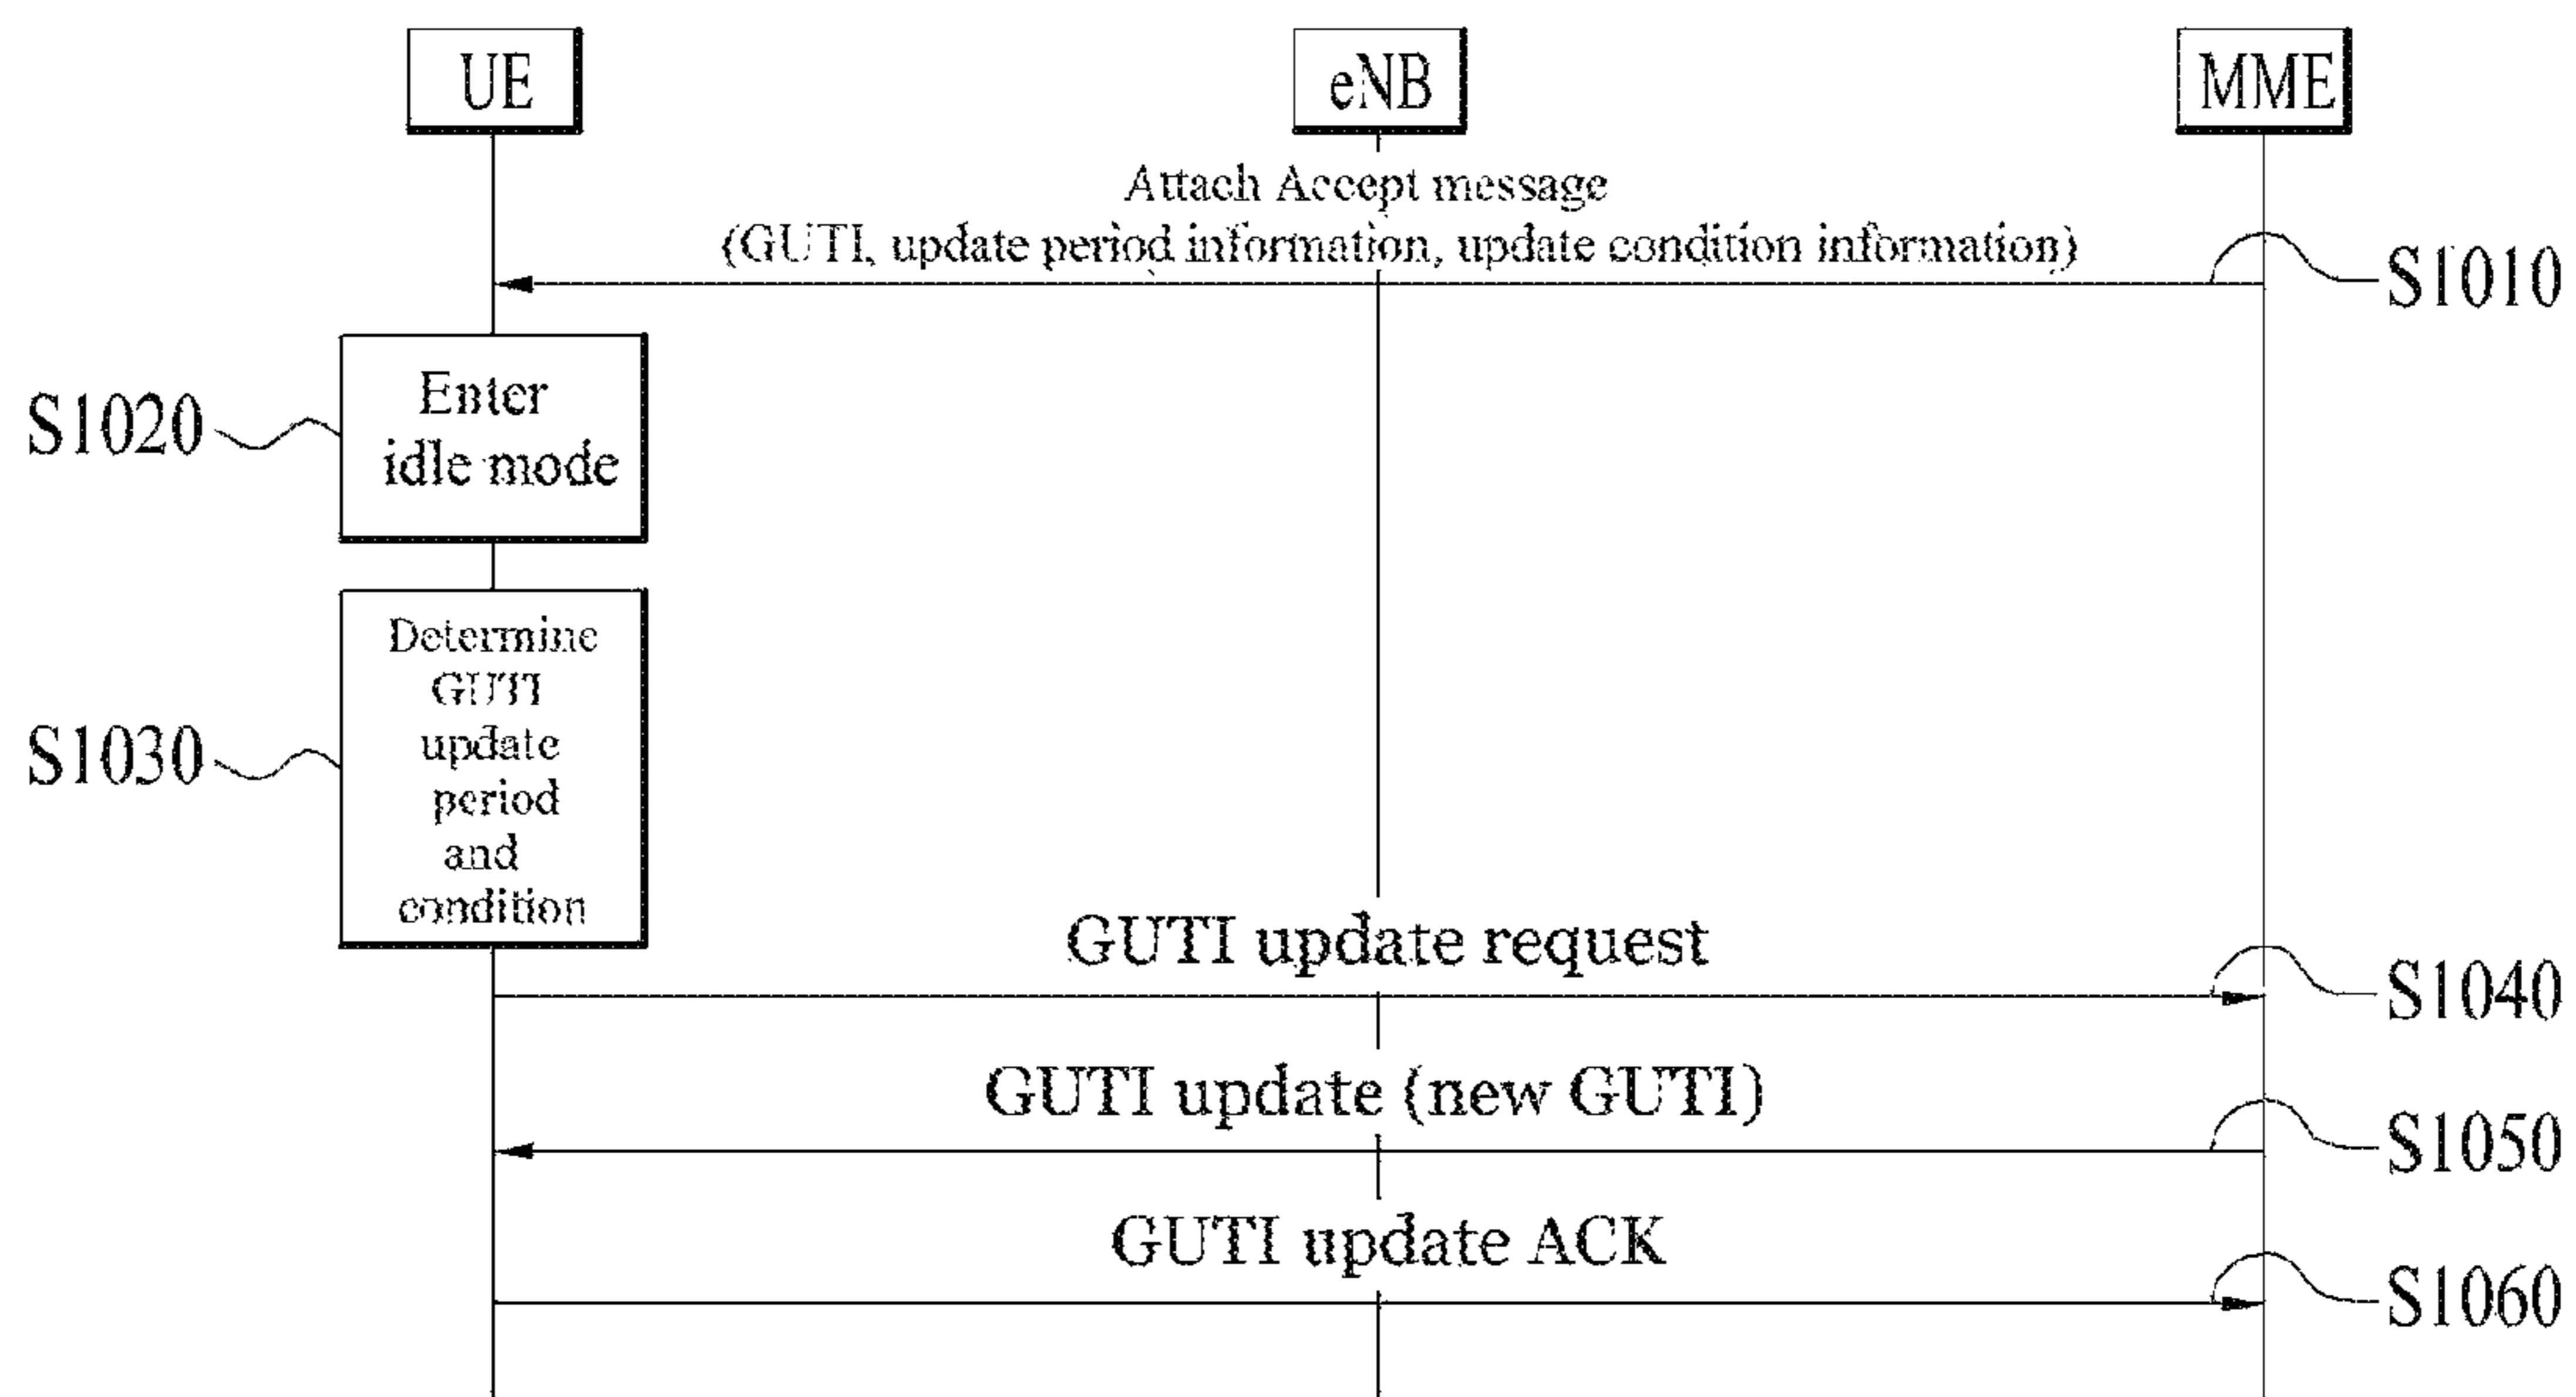 UE
eNB
MME
Attach Accept message
(GUTI, update period information, update condition information)
S1010
Enter
idle mode
S1020
Determine
GUTI
update
period
and
condition
S1030
GUTI update request
S1040
GUTI update (new GUTI)
S1050
GUTI update ACK
S1060